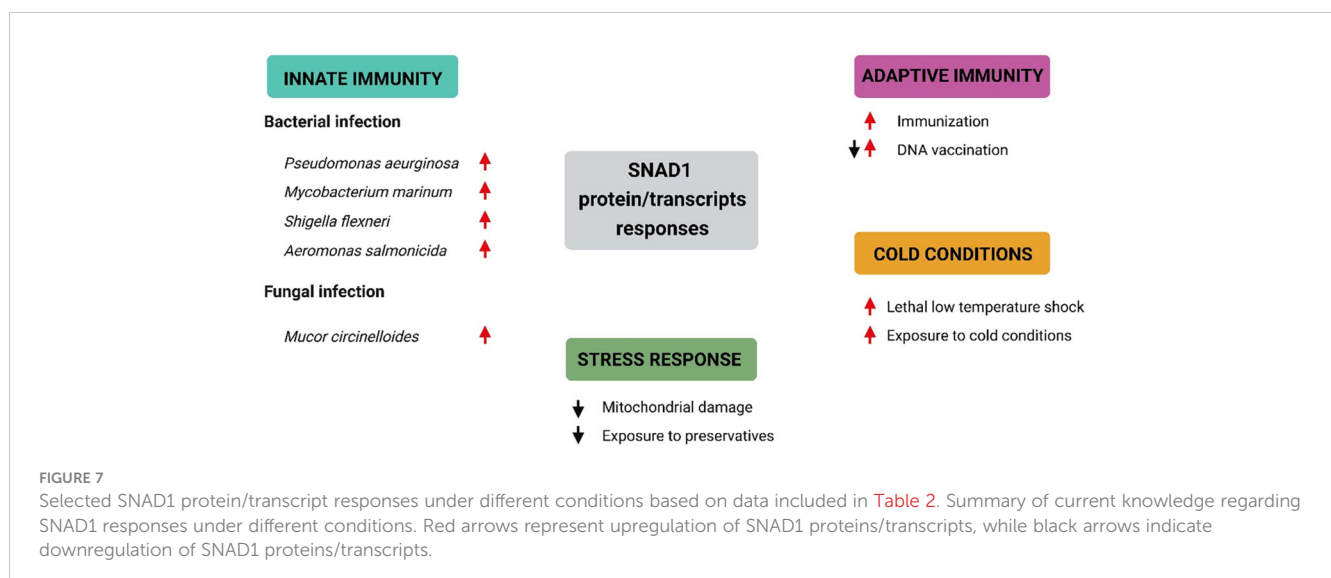 INNATE IMMUNITY
Bacterial infection
Pseudomonas aeurginosa
Mycobacterium marinum
Shigella flexneri
Aeromonas salmonicida
Fungal infection
Mucor circinelloides
SNAD1
protein/transcripts
responses
STRESS RESPONSE
Mitochondrial damage
Exposure to preservatives
ADAPTIVE IMMUNITY
Immunization
DNA vaccination
COLD CONDITIONS
Lethal low temperature shock
Exposure to cold conditions
FIGURE 7
Selected SNAD1 protein/transcript responses under different conditions based on data included in Table 2. Summary of current knowledge regarding
SNAD1 responses under different conditions. Red arrows represent upregulation of SNAD1 proteins/transcripts, while black arrows indicate
downregulation of SNAD1 proteins/transcripts.